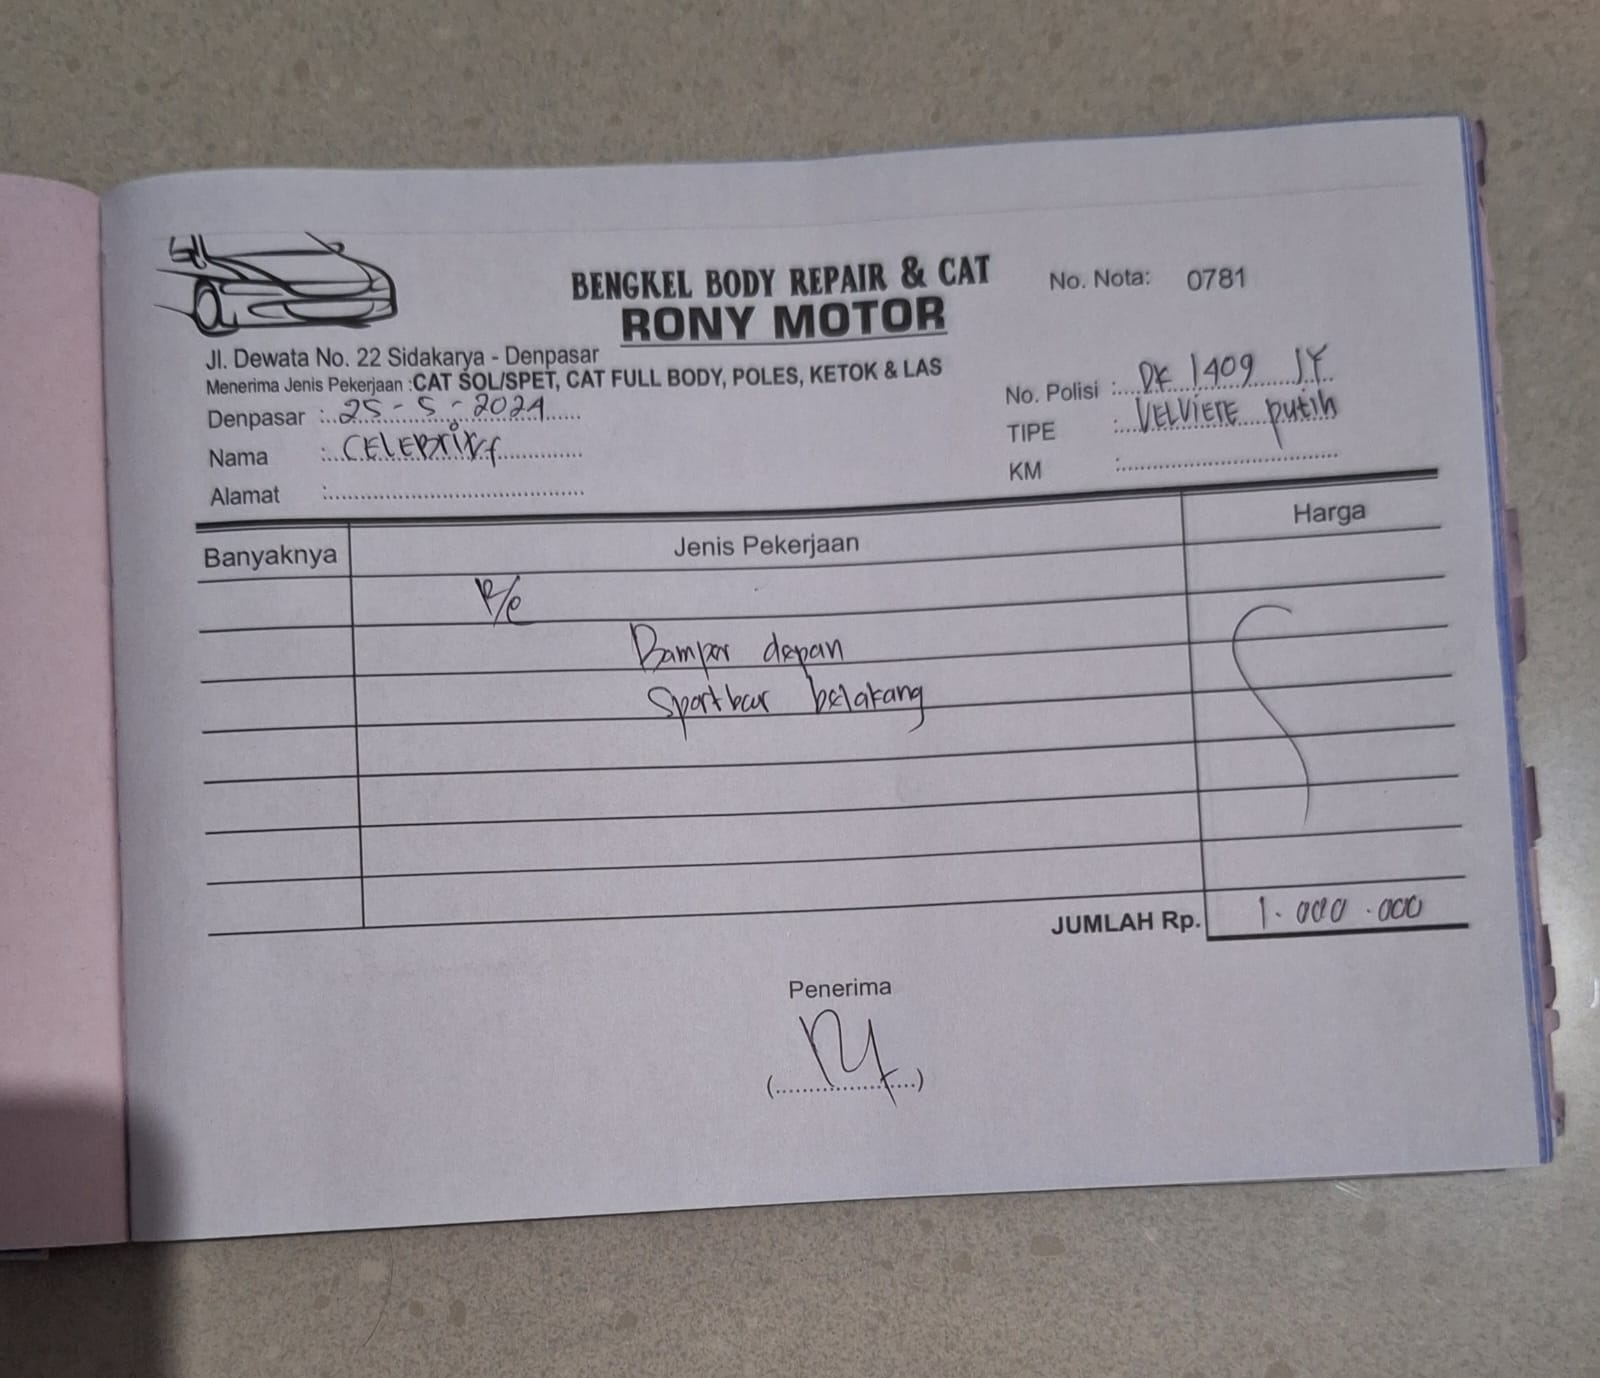 BENGKEL BODY REPAIR & CAT
RONY MOTOR
No. Nota: 0781
Jl. Dewata No. 22 Sidakarya - Denpasar
Menerima Jenis Pekerjaan :CAT SOL/SPET, CAT FULL BODY, POLES, KETOK & LAS
Denpasar : 25 - 5 - 2024
Nama :
Alamat :
No. Polisi : DK 1409
TIPE : putih
KM :
Banyaknya Jenis Pekerjaan Harga
Bamper depan
Sportbar belakang
JUMLAH Rp. 1.000.000
Penerima